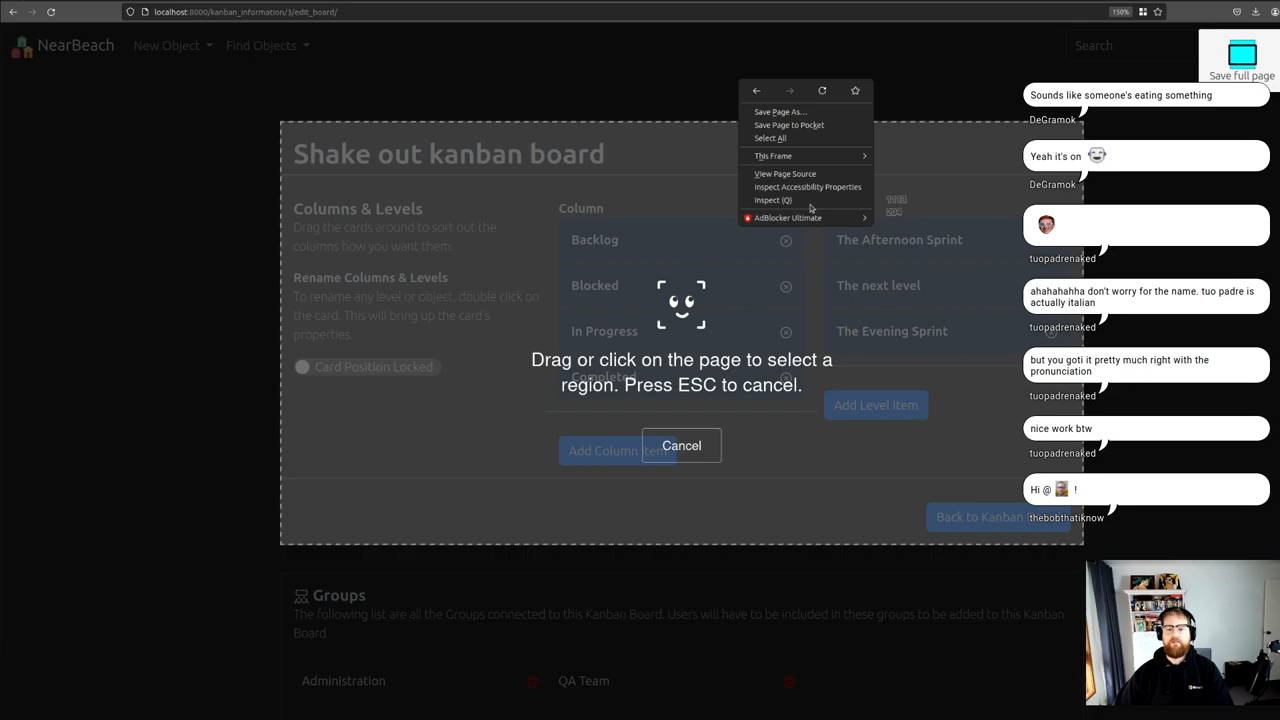 localhost:8000/kanban_information/3/edit_board/
150%
NearBeach
New Object
Find Objects
Search
Save full page
Save Page As…
Save Page to Pocket
Select All
This Frame
View Page Source
Inspect Accessibility Properties
Inspect (Q)
AdBlocker Ultimate
Shake out kanban board
Columns & Levels
Drag the cards around to sort out the
columns how you want them.
Rename Columns & Levels
To rename any level or object, double click on
the card. This will bring up the card's
properties.
Card Position Locked
Column
Backlog
Blocked
In Progress
Completed
Add Column Item
The Afternoon Sprint
The next level
The Evening Sprint
Add Level Item
Back to Kanban
Drag or click on the page to select a
region. Press ESC to cancel.
Cancel
Groups
The following list are all the Groups connected to this Kanban Board. Users will have to be included in these groups to be added to this Kanban
Board
Administration
QA Team
Sounds like someone's eating something
DeGramok
Yeah it's on
DeGramok
tuopadrenaked
ahahahahha don't worry for the name. tuo padre is
actually italian
tuopadrenaked
but you goti it pretty much right with the
pronunciation
tuopadrenaked
nice work btw
tuopadrenaked
Hi @ !
thebobthatiknow